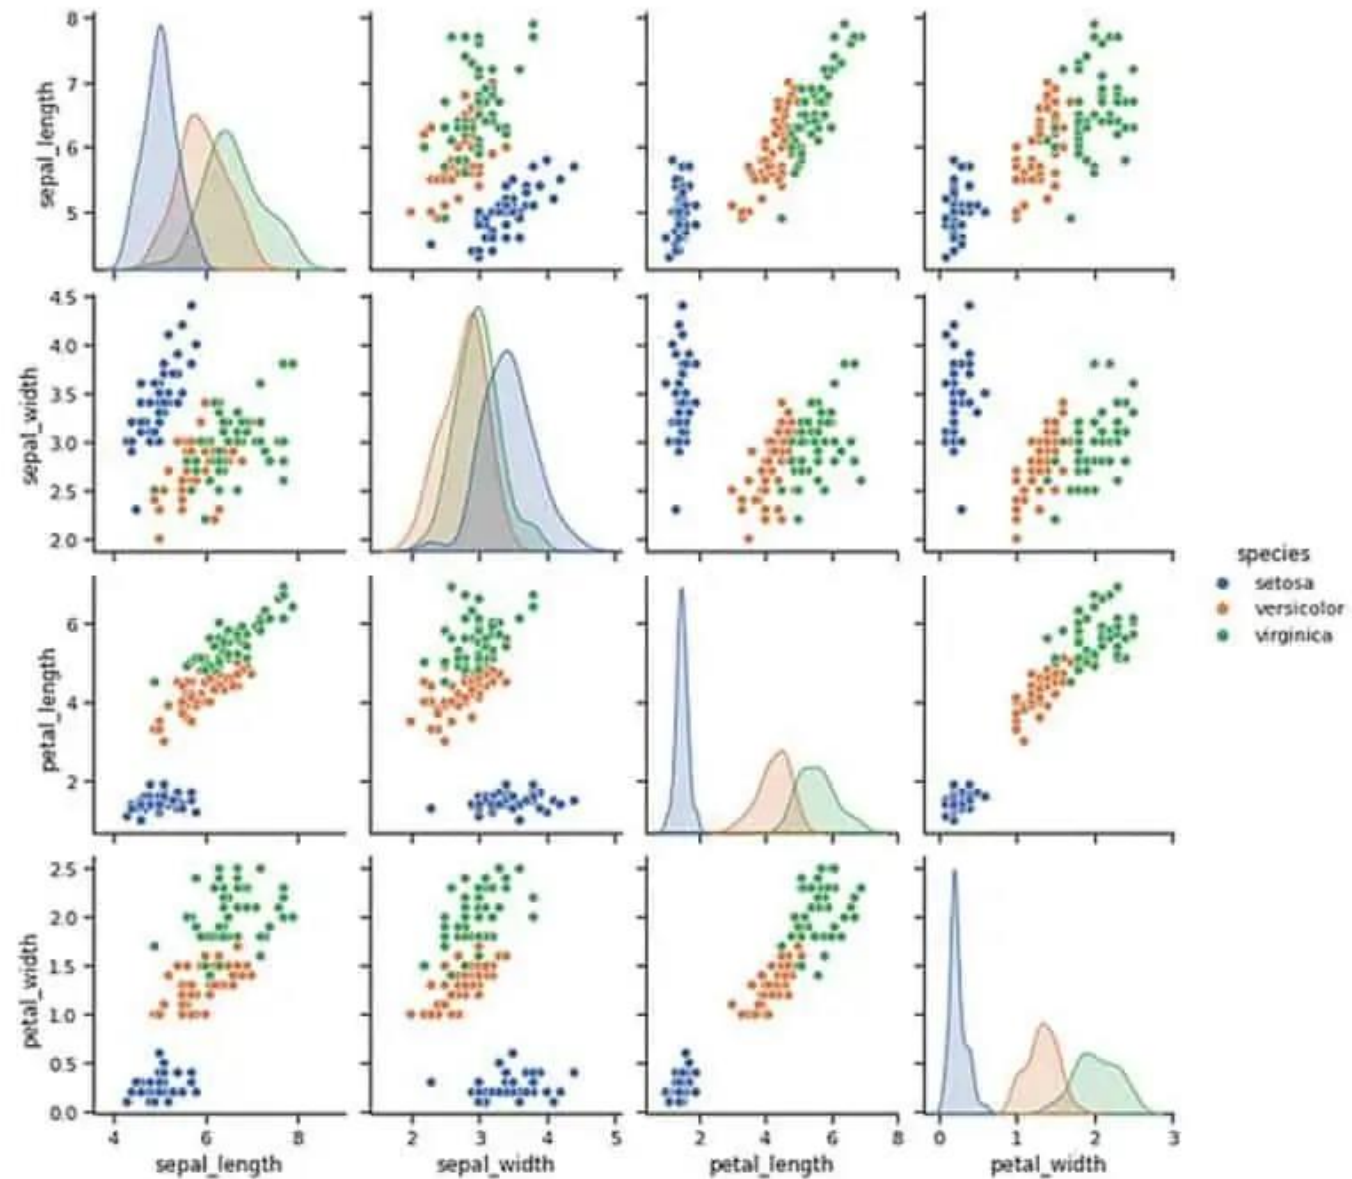 8
7
6
5
sepal_length
4.5
4.0
3.5
3.0
2.5
2.0
sepal_width
species
setosa
versicolor
virginica
6
4
2
petal_length
2.5
2.0
1.5
1.0
0.5
0.0
petal_width
4 6 8 2 3 4 5 2 4 6 8 0 1 2 3
sepal_length sepal_width petal_length petal_width